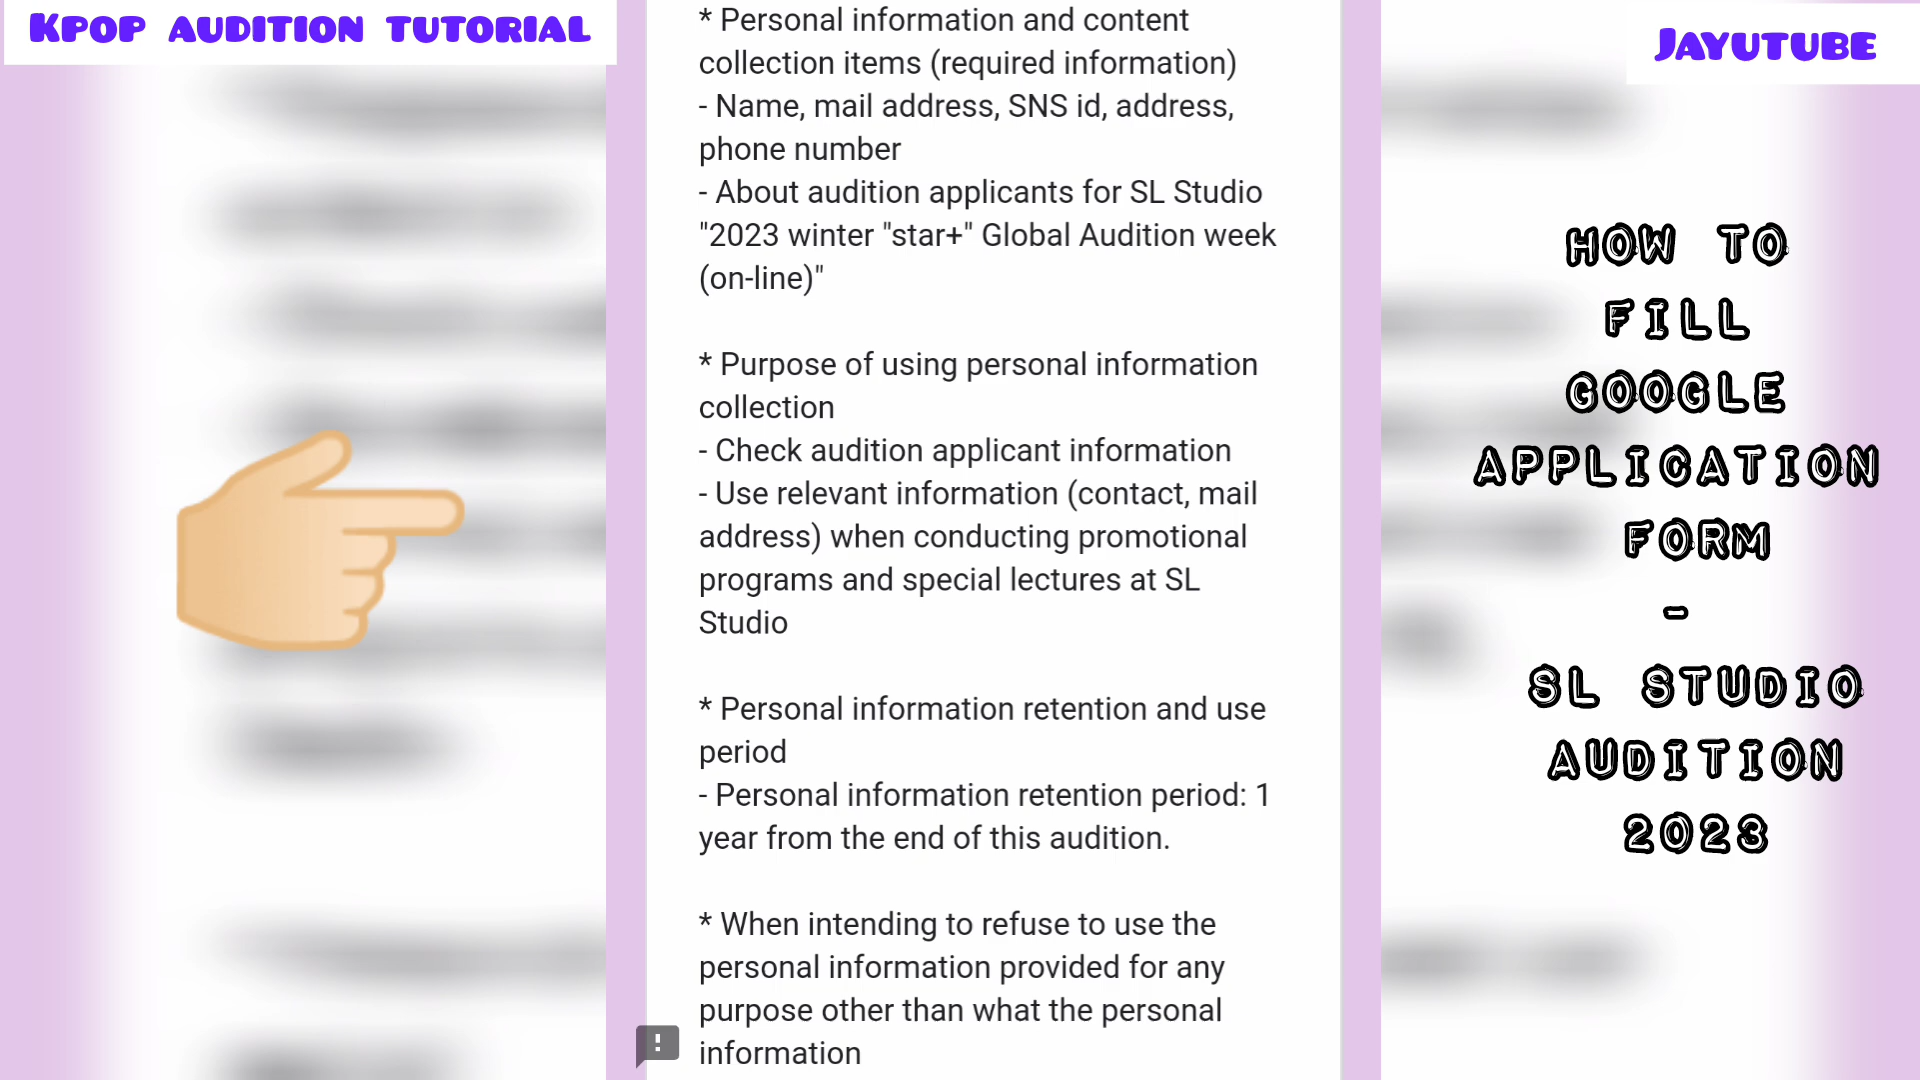 KPOP AUDITION TUTORIAL
JAYUTUBE
* Personal information and content
collection items (required information)
- Name, mail address, SNS id, address,
phone number
- About audition applicants for SL Studio
"2023 winter "star+" Global Audition week
(on-line)"
* Purpose of using personal information
collection
- Check audition applicant information
- Use relevant information (contact, mail
address) when conducting promotional
programs and special lectures at SL
Studio
* Personal information retention and use
period
- Personal information retention period: 1
year from the end of this audition.
* When intending to refuse to use the
personal information provided for any
purpose other than what the personal
information
!
HOW TO
FILL
GOOGLE
APPLICATION
FORM
-
SL STUDIO
AUDITION
2023